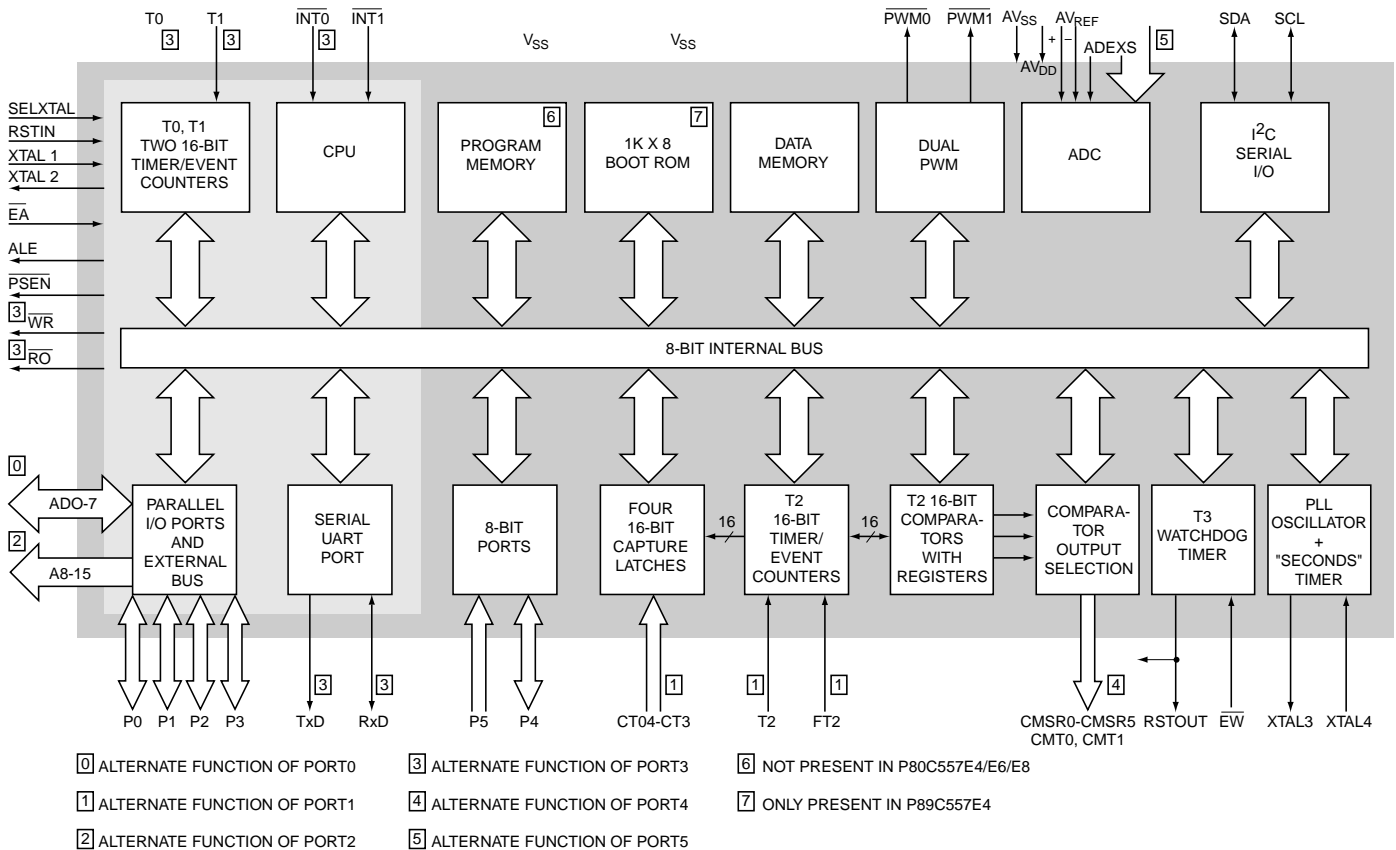 T0 T1 INT0 INT1 PWM0 PWM1 AVSS AVREF SDA SCL
3 3 3 VSS VSS + − ADEXS 5
AVDD
SELXTAL
RSTIN
XTAL 1
XTAL 2
EA
ALE
PSEN
3 WR
3 RO
T0, T1
TWO 16-BIT
TIMER/EVENT
COUNTERS
CPU
6
PROGRAM
MEMORY
7
1K X 8
BOOT ROM
DATA
MEMORY
DUAL
PWM
ADC
I2C
SERIAL
I/O
8-BIT INTERNAL BUS
0
ADO-7
2
A8-15
PARALLEL
I/O PORTS
AND
EXTERNAL
BUS
SERIAL
UART
PORT
8-BIT
PORTS
FOUR
16-BIT
CAPTURE
LATCHES
16
T2
16-BIT
TIMER/
EVENT
COUNTERS
16
T2 16-BIT
COMPARA-
TORS
WITH
REGISTERS
COMPARA-
TOR
OUTPUT
SELECTION
T3
WATCHDOG
TIMER
PLL
OSCILLATOR
+
"SECONDS"
TIMER
3 3 1 1 1 4
P0 P1 P2 P3 TxD RxD P5 P4 CT04-CT3 T2 FT2 CMSR0-CMSR5 RSTOUT EW XTAL3 XTAL4
CMT0, CMT1
0 ALTERNATE FUNCTION OF PORT0
1 ALTERNATE FUNCTION OF PORT1
2 ALTERNATE FUNCTION OF PORT2
3 ALTERNATE FUNCTION OF PORT3
4 ALTERNATE FUNCTION OF PORT4
5 ALTERNATE FUNCTION OF PORT5
6 NOT PRESENT IN P80C557E4/E6/E8
7 ONLY PRESENT IN P89C557E4